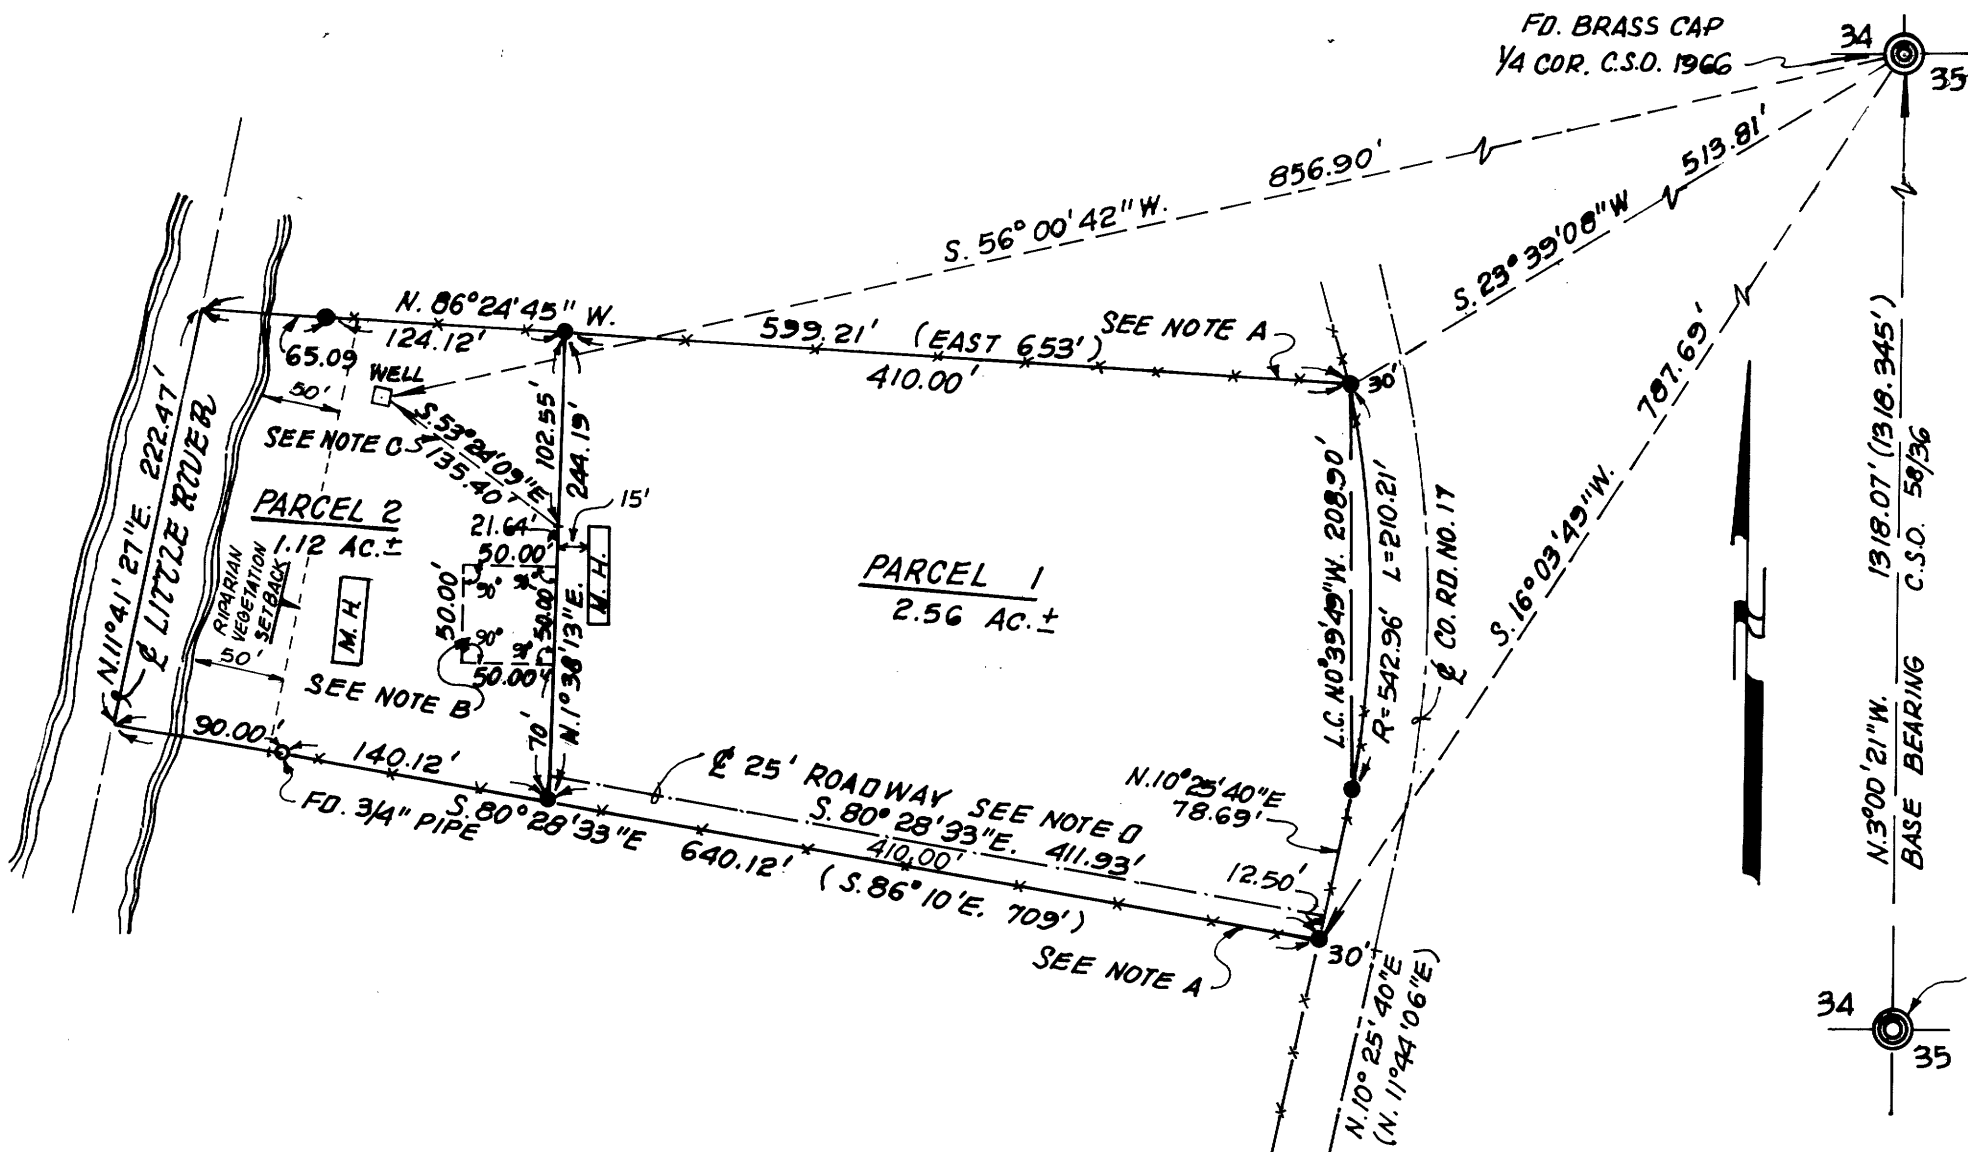 FD. BRASS CAP
1/4 COR. C.S.O. 1966
34
35
856.90'
S. 56° 00' 42" W.
513.81'
S. 23° 39' 08" W
787.69'
S. 16° 03' 49" W.
N. 86° 24' 45" W.
124.12'
65.09
599.21'
(EAST 653')
SEE NOTE A
410.00'
30'
WELL
50'
SEE NOTE C
S. 53° 24' 09" E
135.40'
102.55'
244.19'
15'
N. 11° 41' 27" E. 222.47'
℄ LITTLE RIVER
PARCEL 2
1.12 AC.±
RIPARIAN
VEGETATION
SETBACK
50'
M. H.
SEE NOTE B
21.64'
50.00'
90°
90°
50.00'
50.00'
90°
90°
50.00'
70'
N. 1° 38' 13" E.
M. H.
PARCEL 1
2.56 AC.±
L.C. N0° 39' 49" W. 208.90'
R=542.96' L=210.21'
℄ CO. RD. NO. 17
90.00'
140.12'
FD. 3/4" PIPE
S. 80° 28' 33" E
640.12'
(S. 86° 10' E. 709')
℄ 25' ROADWAY SEE NOTE D
S. 80° 28' 33" E. 411.93'
410.00'
N. 10° 25' 40" E
78.69'
12.50'
30'
SEE NOTE A
N. 10° 25' 40" E
(N. 11° 44' 06" E)
N. 3° 00' 21" W. 1318.07' (1318.345')
BASE BEARING C.S.O. 58/36
34
35